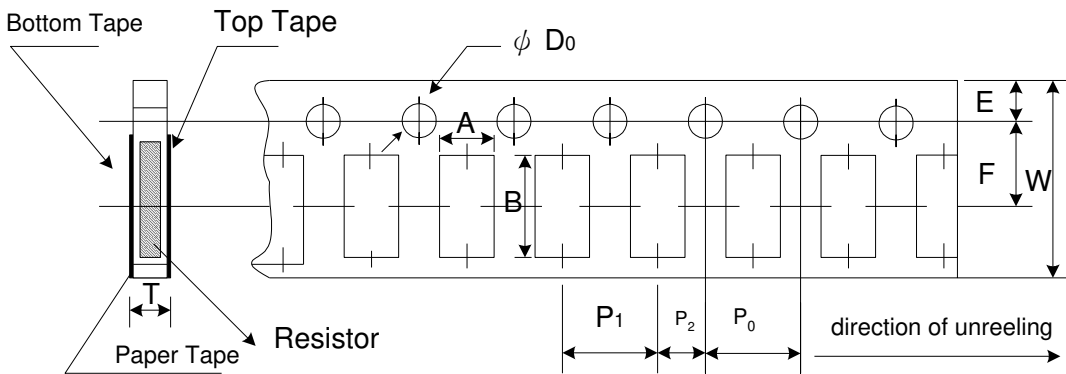 Bottom Tape
Top Tape
ψ D0
E
A
F
W
B
T
P1
P2
P0
Resistor
direction of unreeling
Paper Tape